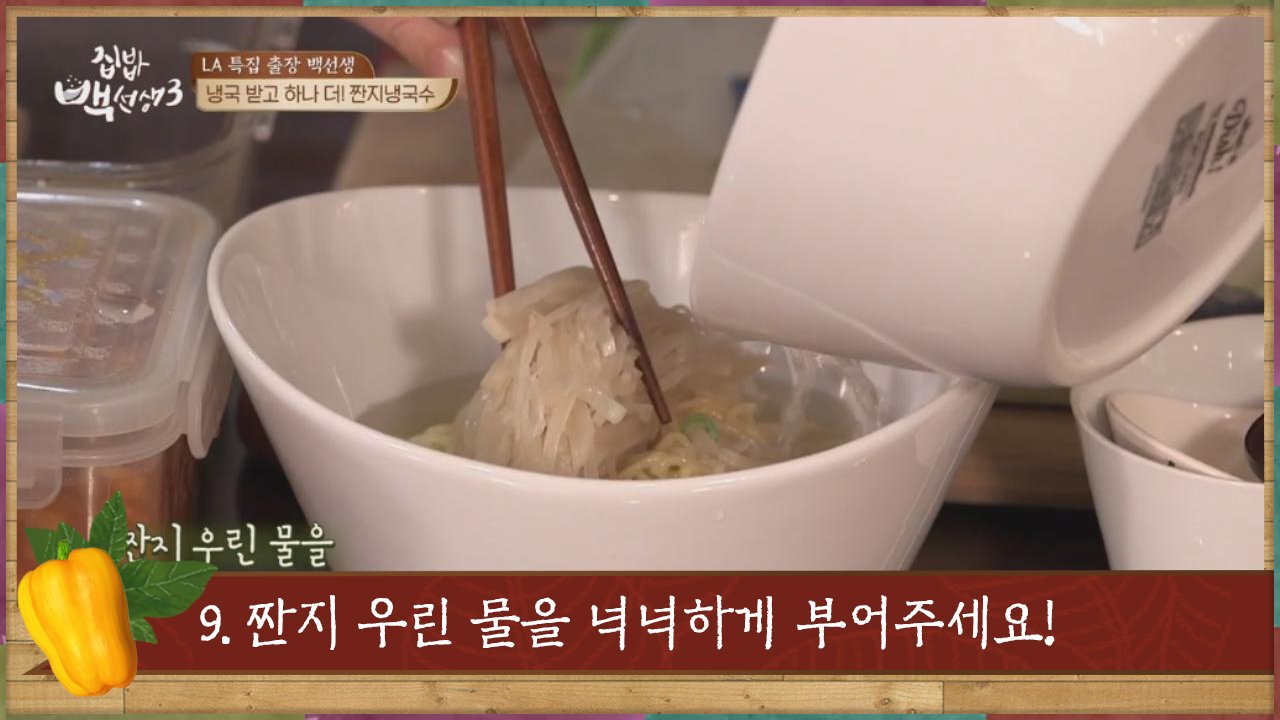 집밥
백선생3
LA 특집 출장 백선생
냉국 받고 하나 더! 짠지냉국수
Dish!
짠지 우린 물을
9. 짠지 우린 물을 넉넉하게 부어주세요!